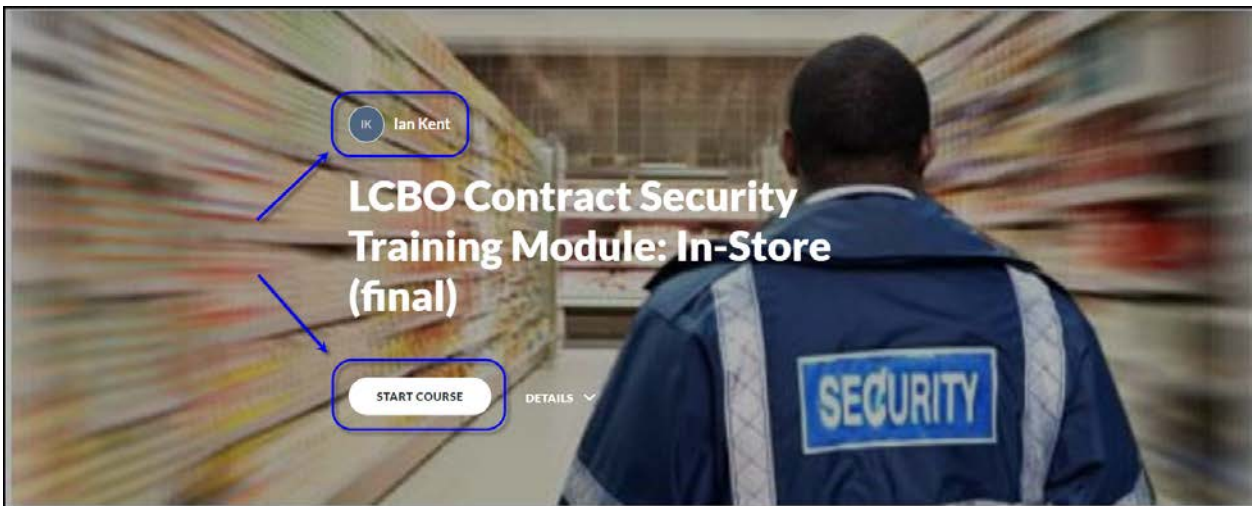 IK Ian Kent
LCBO Contract Security
Training Module: In-Store
(final)
START COURSE DETAILS
SECURITY